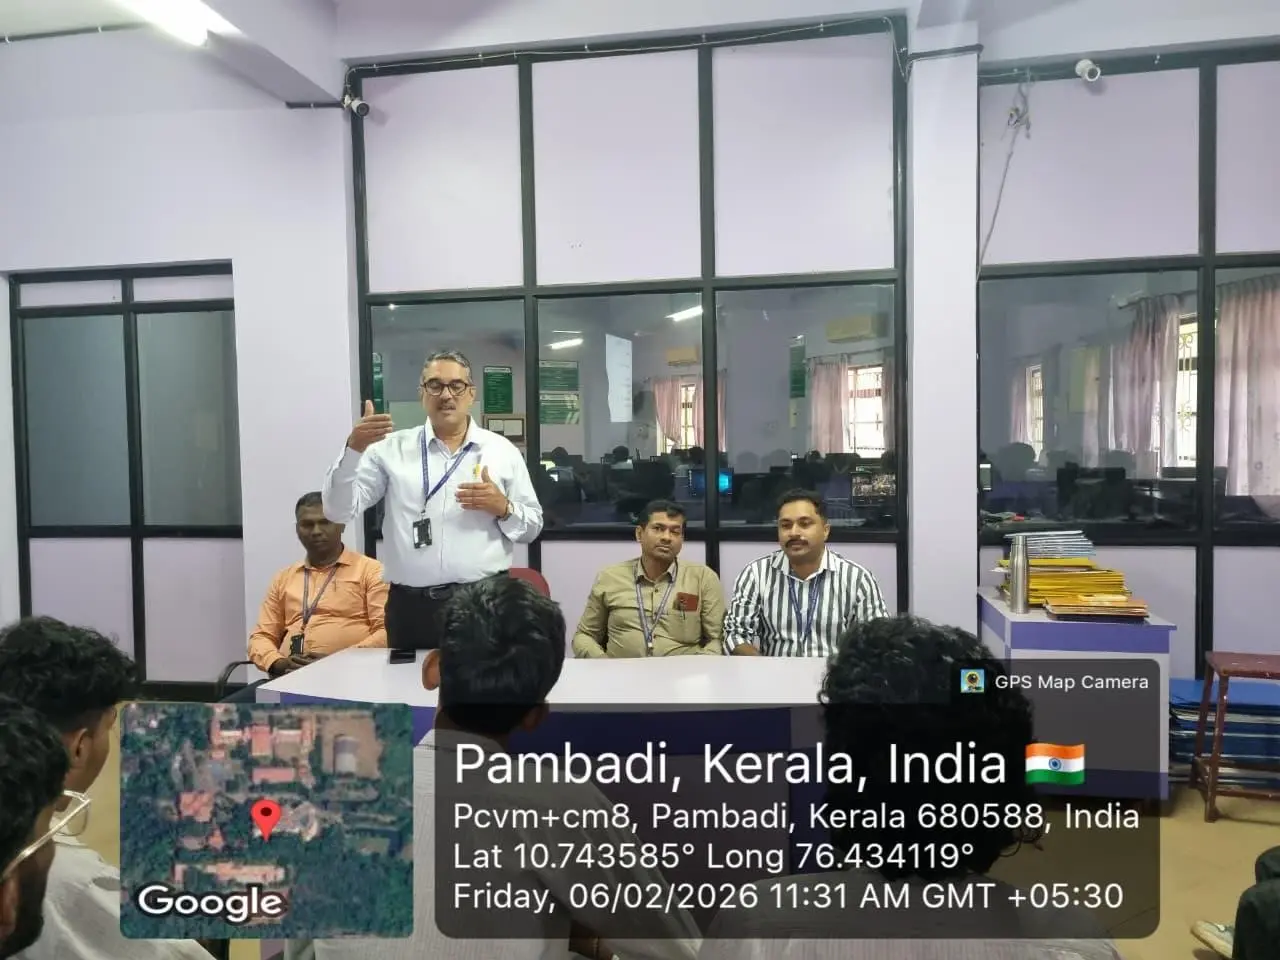 GPS Map Camera
Pambadi, Kerala, India 🇮🇳
Pcvm+cm8, Pambadi, Kerala 680588, India
Lat 10.743585° Long 76.434119°
Friday, 06/02/2026 11:31 AM GMT +05:30
Google